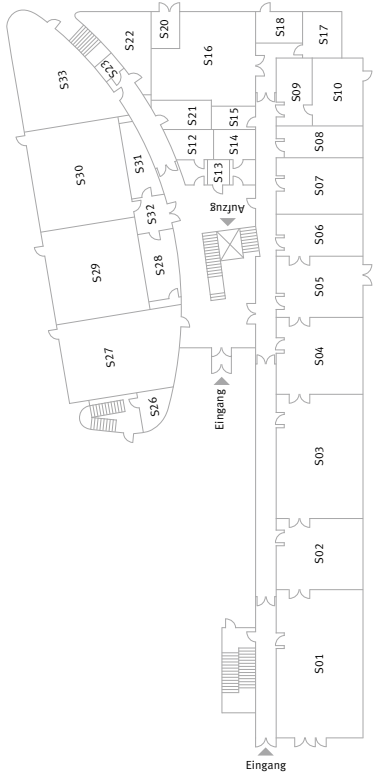 S33
S23
S22
S20
S16
S18
S17
S21
S15
S12
S14
S13
S09
S10
S08
S07
S06
S05
S04
S03
S02
S01
S30
S31
S32
S29
S28
S27
S26
Aufzug
Eingang
Eingang